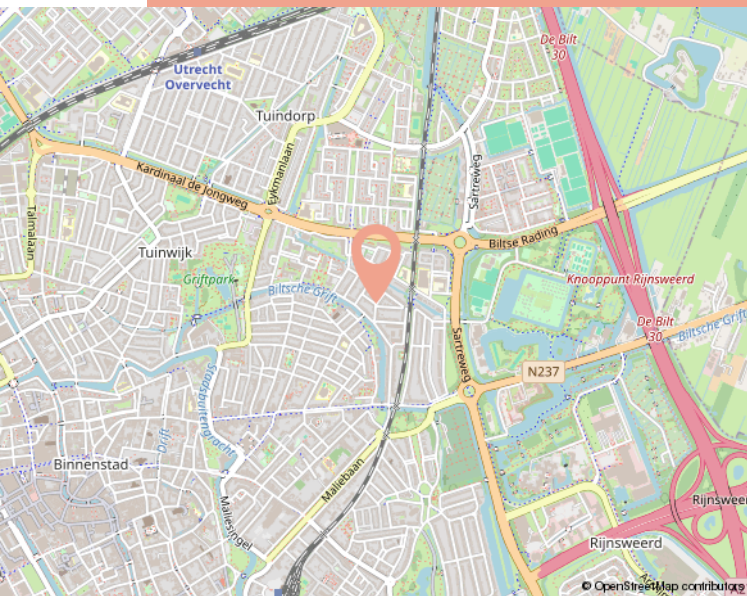 De Bilt
30
Utrecht
Overvecht
Tuindorp
Kardinaal de Jongweg
Eykmanlaan
Sartreweg
Talmalaan
Biltse Rading
Tuinwijk
Griftpark
Biltsche Grift
Knooppunt Rijnsweerd
De Bilt
30
Biltsche Grift
Sartreweg
N237
Stadsbuitengracht
Drift
Binnenstad
Maliebaan
Maliesingel
Rijnsweer
Rijnsweerd
© OpenStreetMap contributors